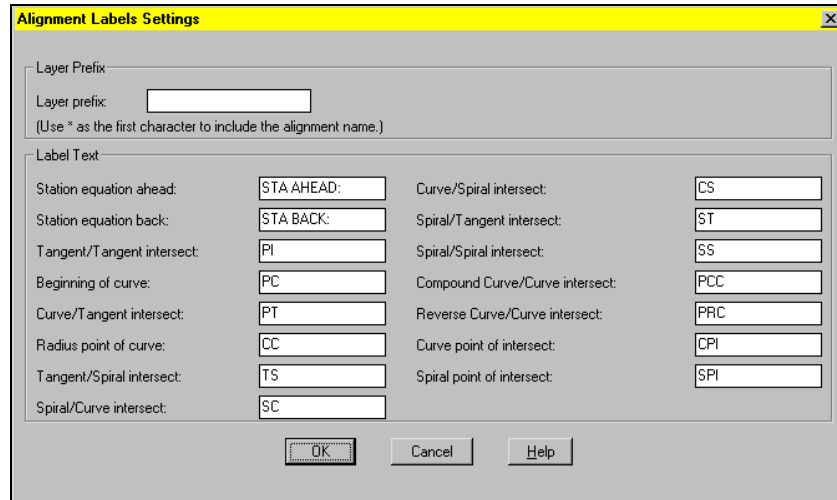 Alignment Labels Settings
Layer Prefix
Layer prefix:
(Use * as the first character to include the alignment name.)
Label Text
Station equation ahead: STA AHEAD: Curve/Spiral intersect: CS
Station equation back: STA BACK: Spiral/Tangent intersect: ST
Tangent/Tangent intersect: PI Spiral/Spiral intersect: SS
Beginning of curve: PC Compound Curve/Curve intersect: PCC
Curve/Tangent intersect: PT Reverse Curve/Curve intersect: PRC
Radius point of curve: CC Curve point of intersect: CPI
Tangent/Spiral intersect: TS Spiral point of intersect: SPI
Spiral/Curve intersect: SC
OK Cancel Help